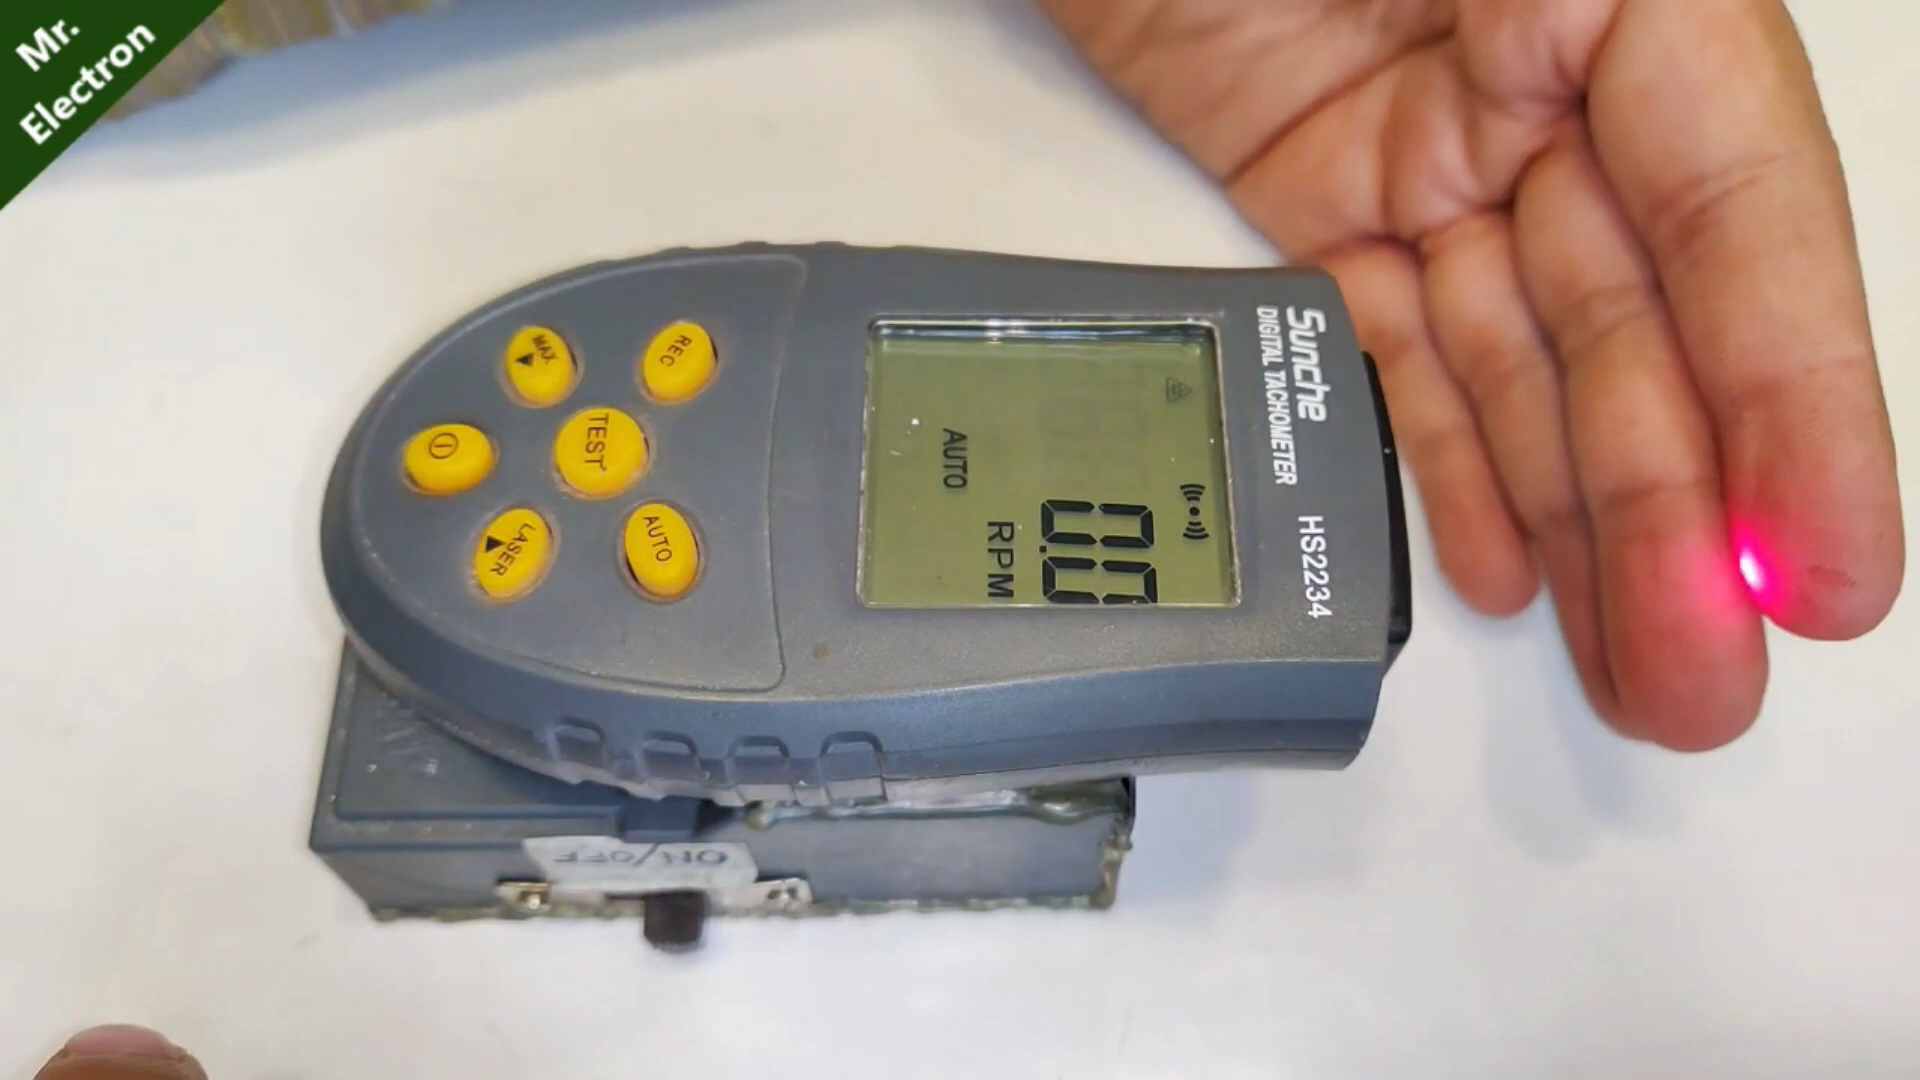 Mr.
Electron
Sunche
DIGITAL TACHOMETER
HS2234
AUTO
0.0
RPM
MAX
REC
TEST
LASER
AUTO
ON/OFF